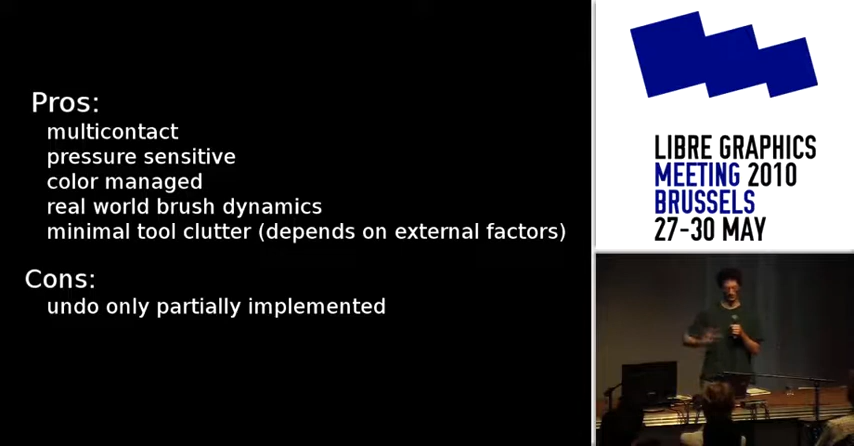 Pros:
multicontact
pressure sensitive
color managed
real world brush dynamics
minimal tool clutter (depends on external factors)
Cons:
undo only partially implemented
LIBRE GRAPHICS
MEETING 2010
BRUSSELS
27-30 MAY